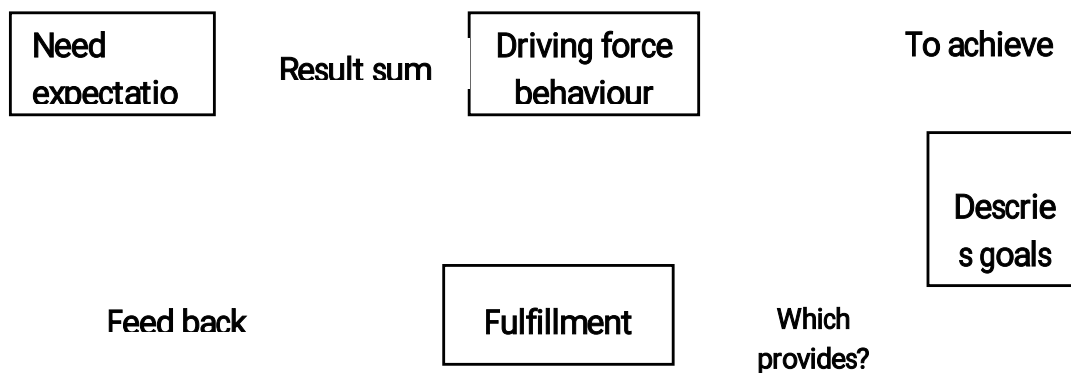 Need
expectatio
Result sum
Driving force
behaviour
To achieve
Descrie
s goals
Feed back
Fulfillment
Which
provides?